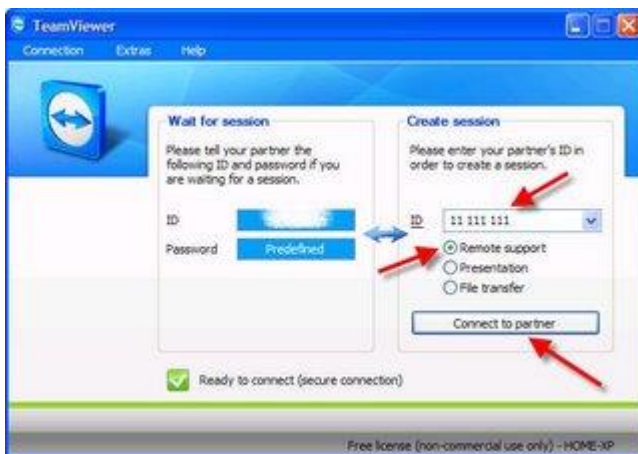 TeamViewer
Connection Extras Help
Wait for session
Please tell your partner the
following ID and password if you
are waiting for a session.
ID
Password Predefined
Create session
Please enter your partner's ID in
order to create a session.
ID 11 111 111
Remote support
Presentation
File transfer
Connect to partner
Ready to connect (secure connection)
Free license (non-commercial use only) - HOME-XP